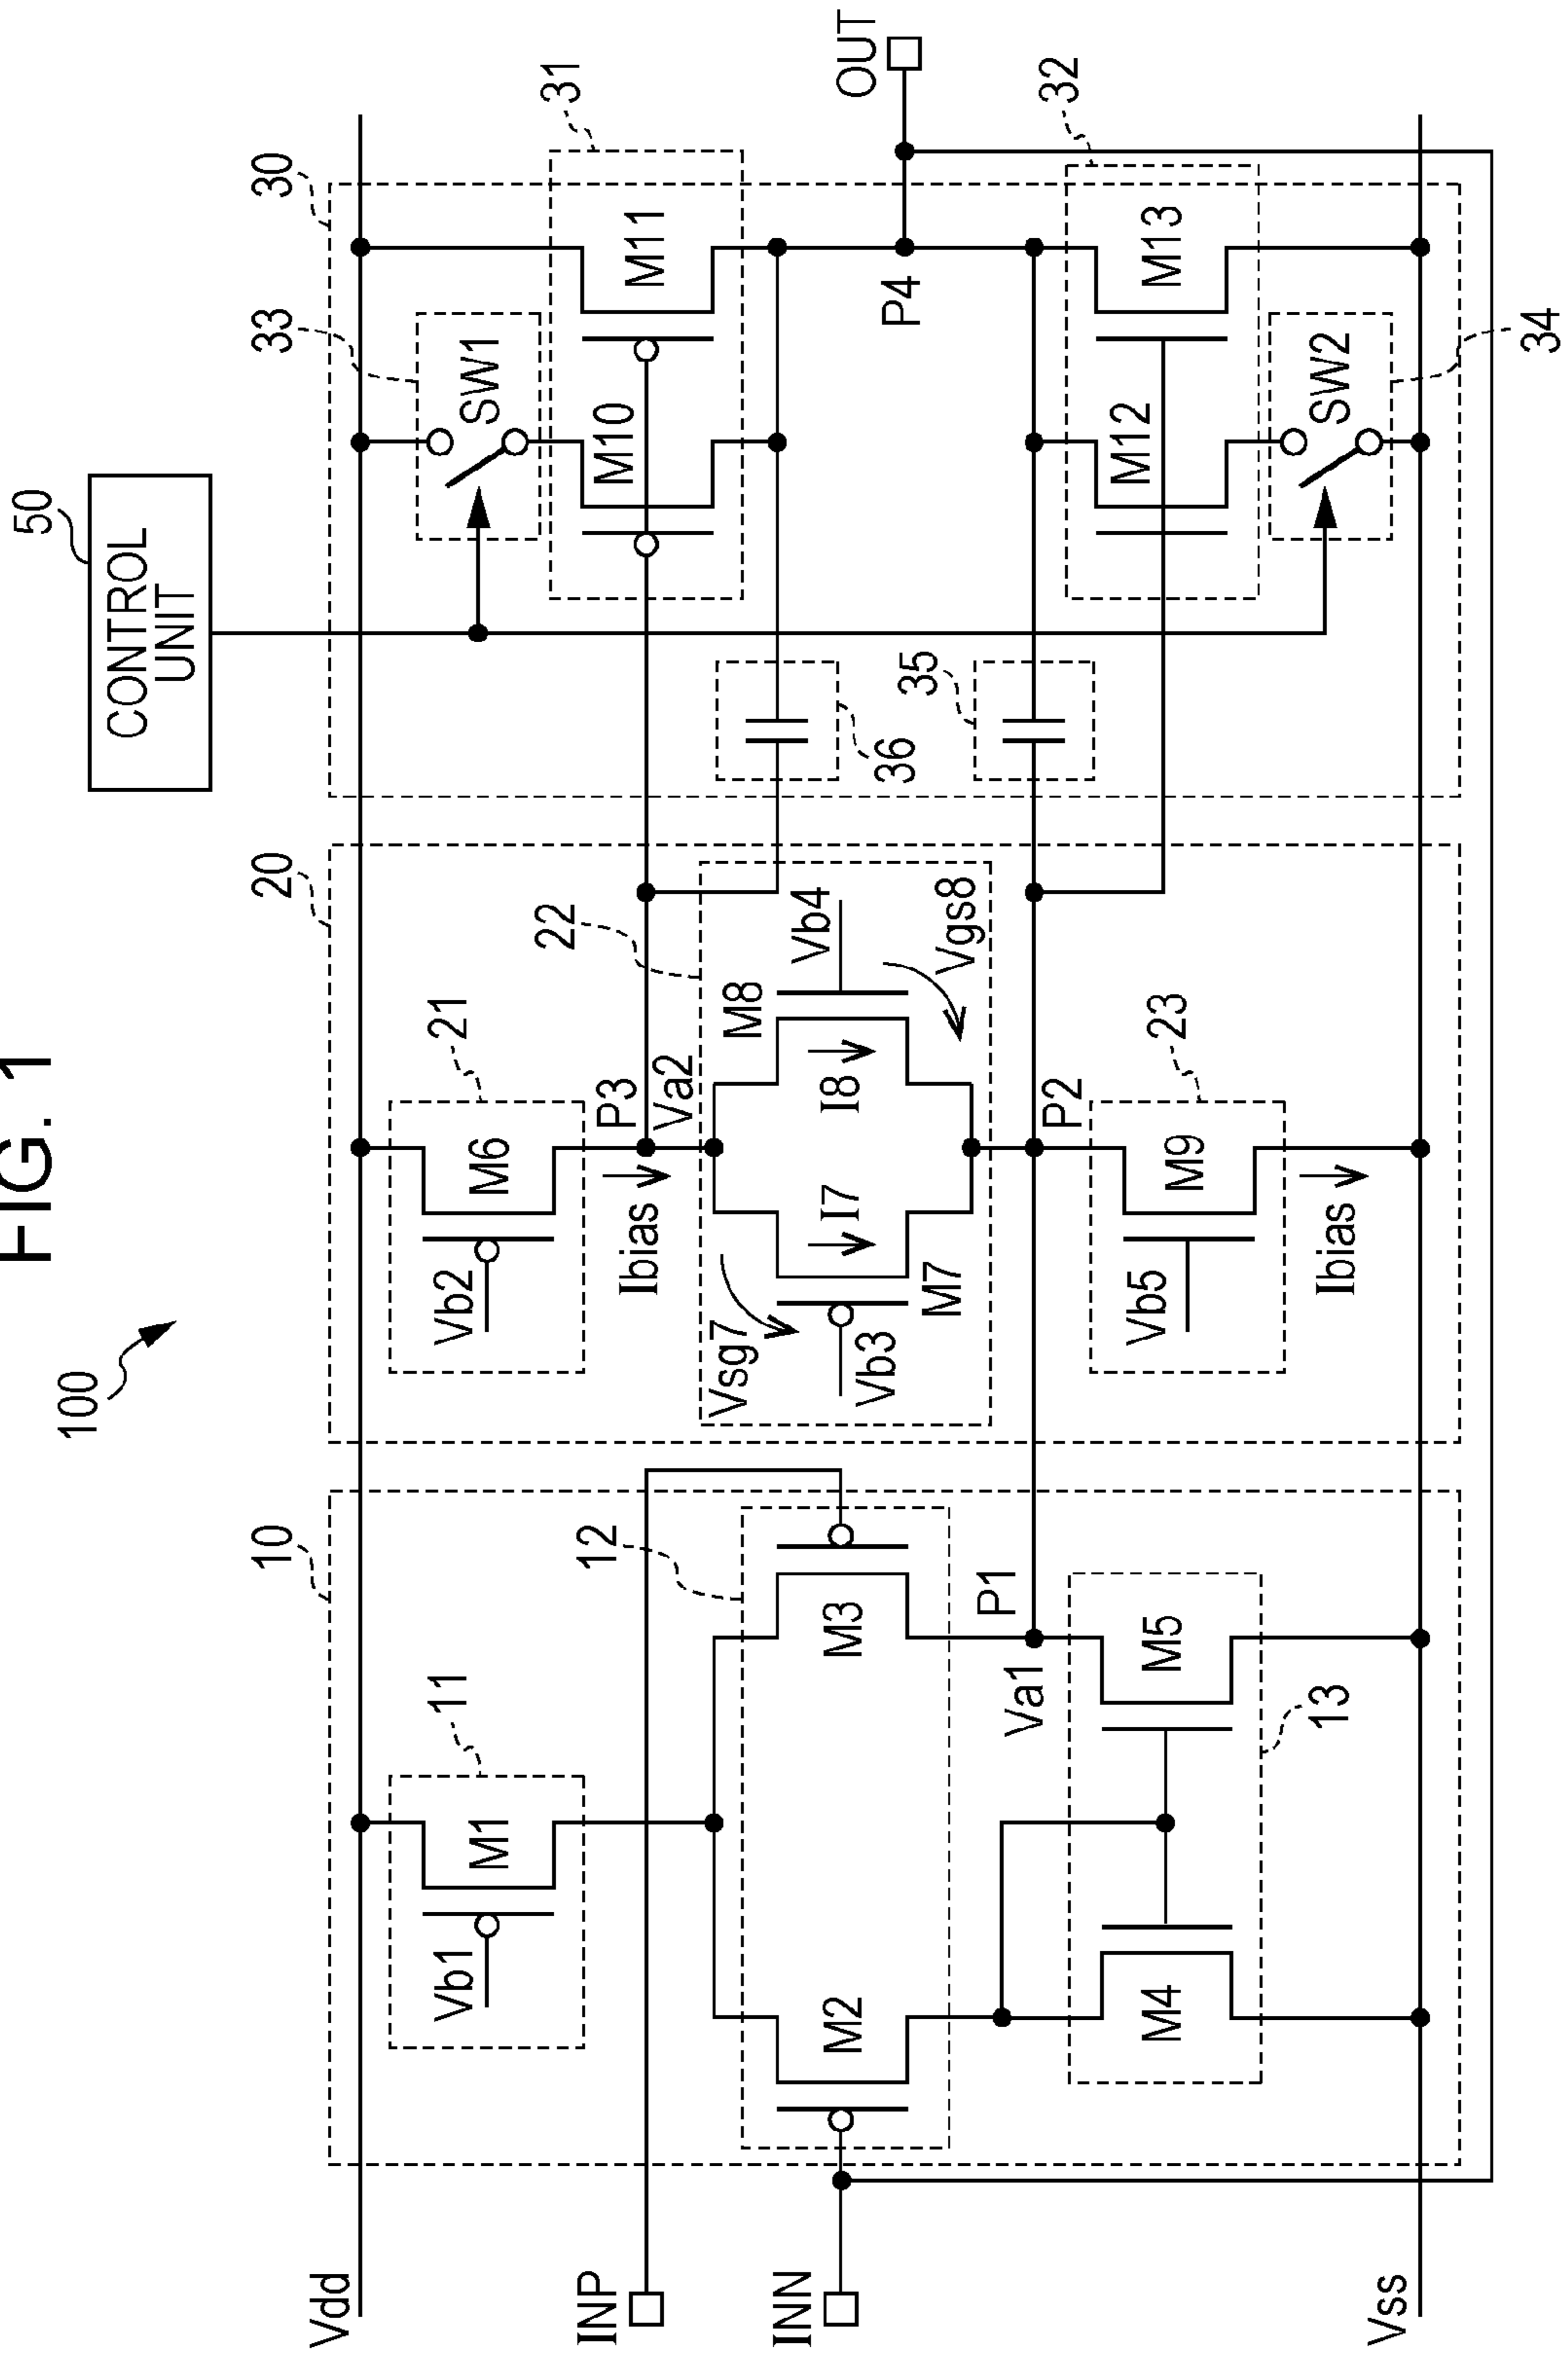 FIG. 1
100
50
CONTROL
UNIT
10
20
30
Vdd
11
Vb1
M1
21
Vb2
M6
33
SW1
31
M10
M11
INP
12
P3
Va2
Ibias
22
INN
M2
M3
Vsg7
Vb3
I7
M7
I8
M8
Vb4
Vgs8
36
35
P4
OUT
P1
Va1
P2
32
M12
M13
M4
M5
13
23
Vb5
M9
Ibias
SW2
34
Vss